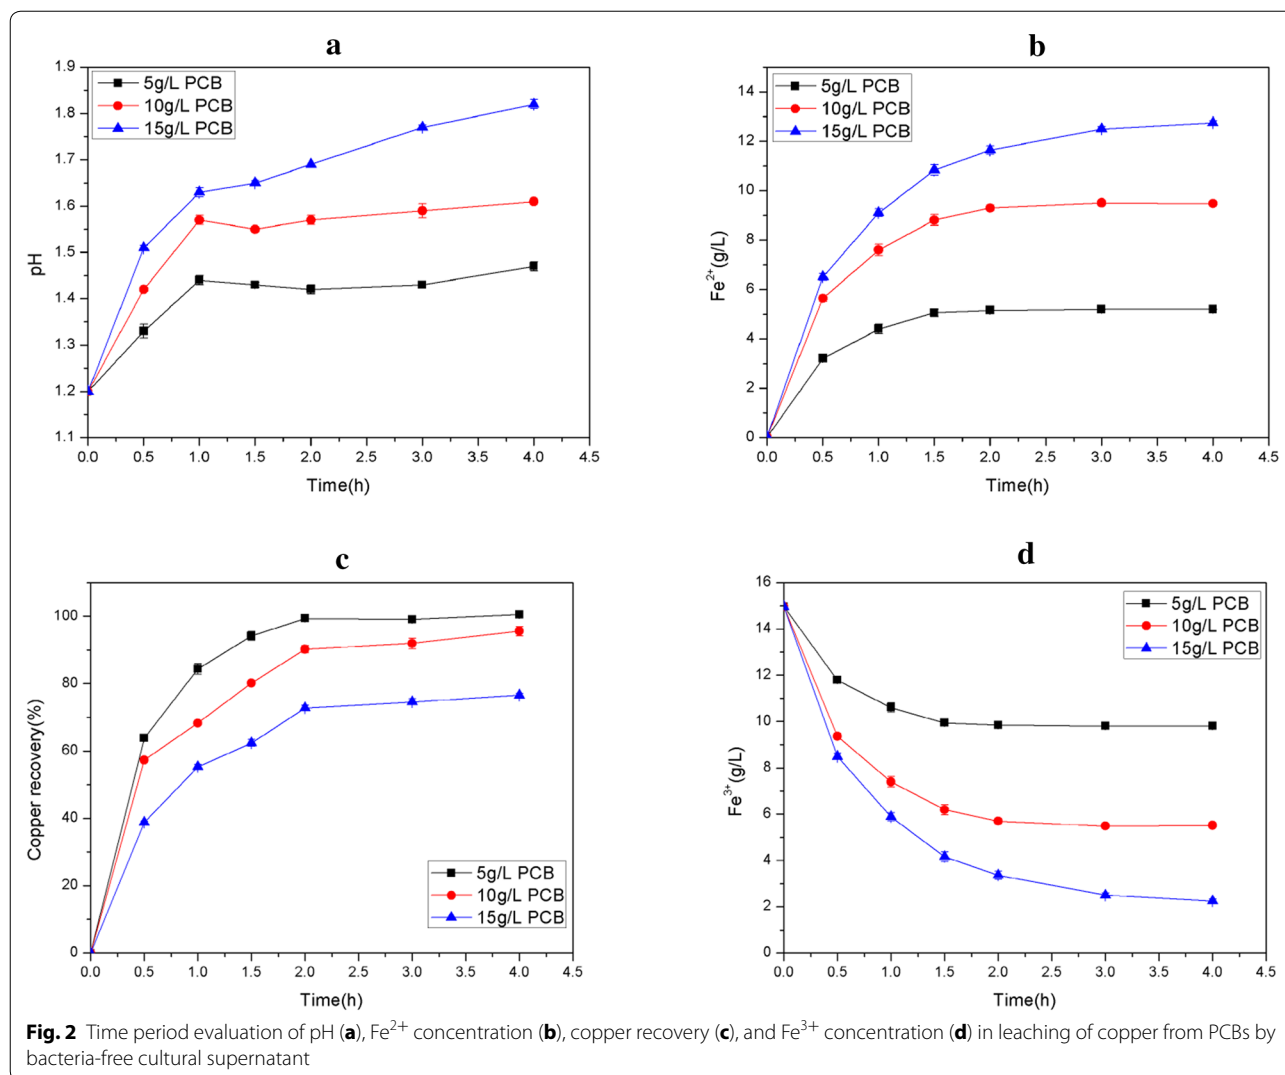 a
1.9
1.8
1.7
1.6
1.5
1.4
1.3
1.2
1.1
pH
5g/L PCB
10g/L PCB
15g/L PCB
0.0 0.5 1.0 1.5 2.0 2.5 3.0 3.5 4.0 4.5
Time(h)
b
15
14
12
10
8
6
4
2
0
Fe²⁺(g/L)
5g/L PCB
10g/L PCB
15g/L PCB
0.0 0.5 1.0 1.5 2.0 2.5 3.0 3.5 4.0 4.5
Time(h)
c
100
80
60
40
20
0
Copper recovery(%)
5g/L PCB
10g/L PCB
15g/L PCB
0.0 0.5 1.0 1.5 2.0 2.5 3.0 3.5 4.0 4.5
Time(h)
d
16
14
12
10
8
6
4
2
0
Fe³⁺(g/L)
5g/L PCB
10g/L PCB
15g/L PCB
0.0 0.5 1.0 1.5 2.0 2.5 3.0 3.5 4.0 4.5
Time(h)
Fig. 2 Time period evaluation of pH (a), Fe²⁺ concentration (b), copper recovery (c), and Fe³⁺ concentration (d) in leaching of copper from PCBs by
bacteria-free cultural supernatant